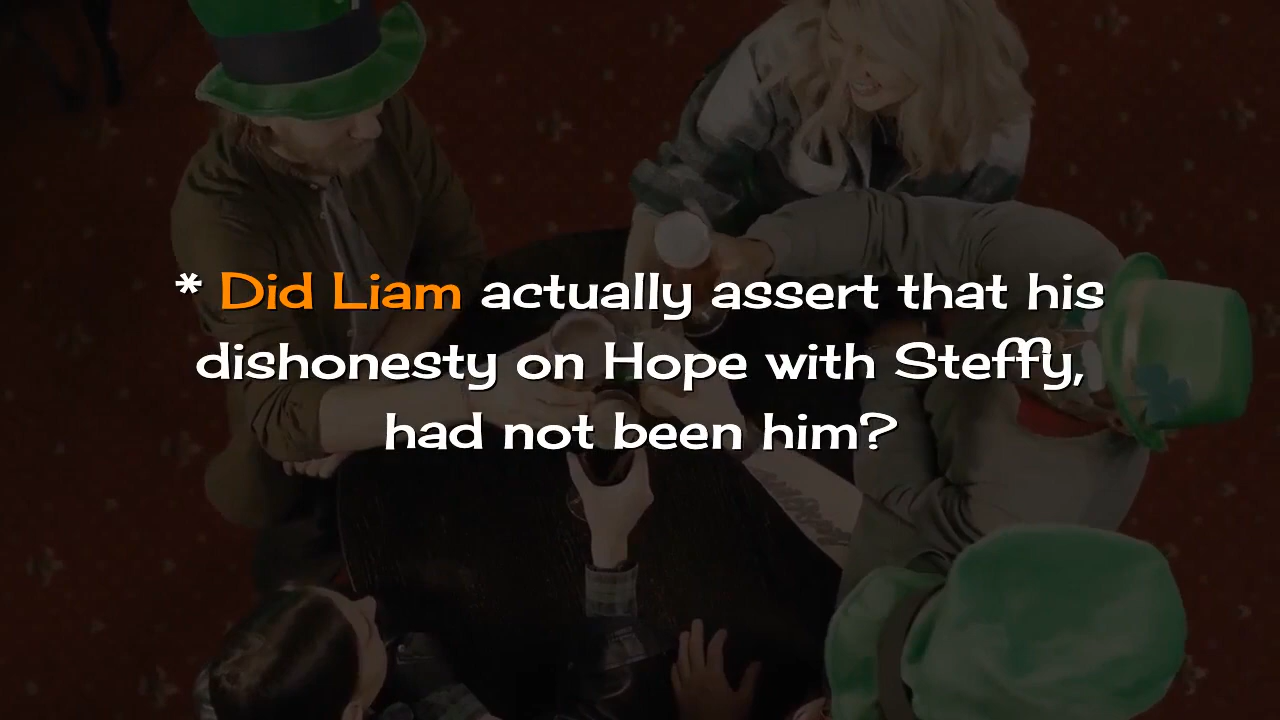 * Did Liam actually assert that his
dishonesty on Hope with Steffy,
had not been him?